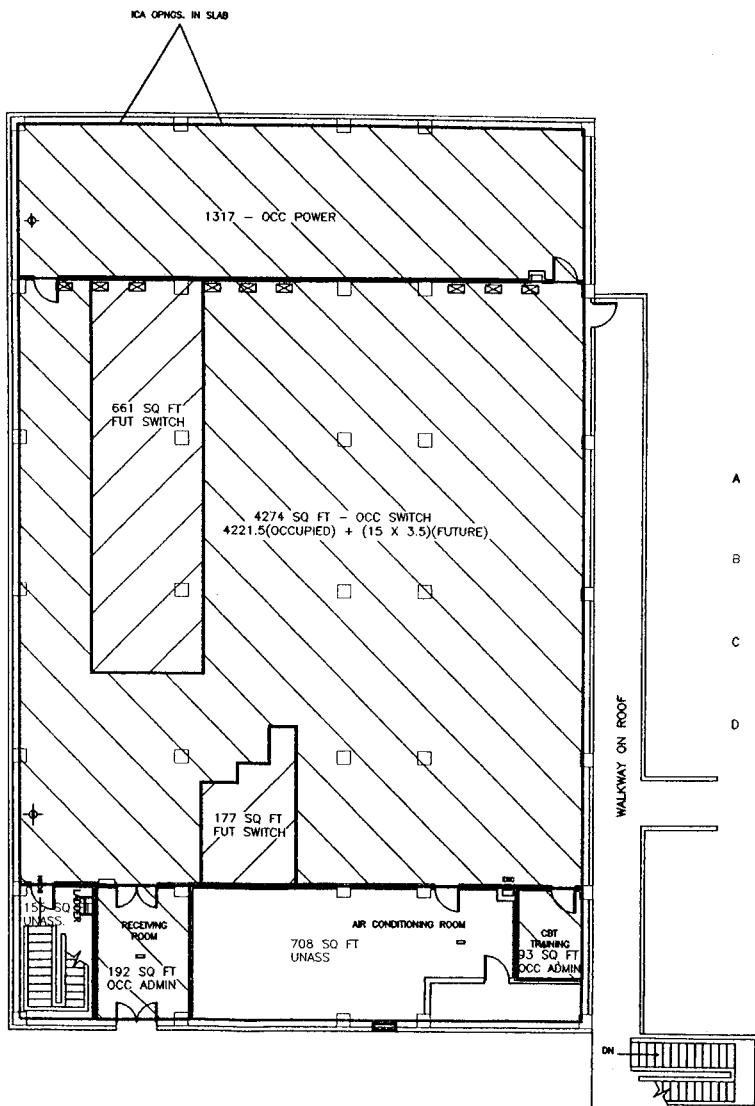 ICA OPNGS. IN SLAB
1317 - OCC POWER
661 SQ FT
FUT SWITCH
4274 SQ FT - OCC SWITCH
4221.5(OCCUPIED) + (15 X 3.5)(FUTURE)
A
B
C
D
WALKWAY ON ROOF
177 SQ FT
FUT SWITCH
LADDER
SQ
UNASS.
RECEIVING
ROOM
192 SQ FT
OCC ADMIN
AIR CONDITIONING ROOM
708 SQ FT
UNASS
CBT
TRAINING
93 SQ FT
OCC ADMIN
DN